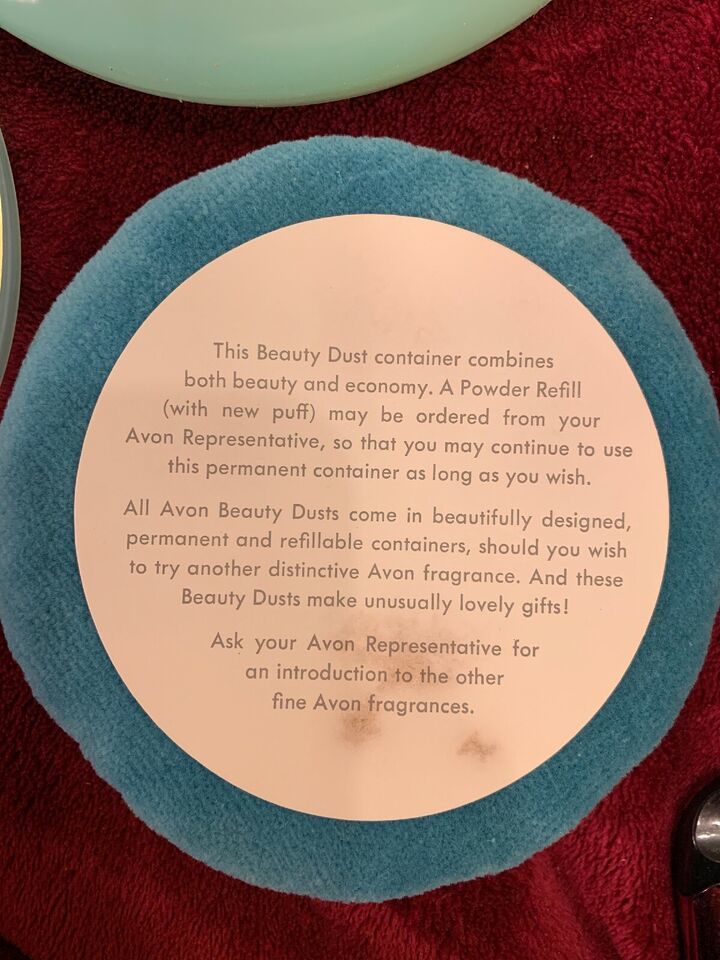 This Beauty Dust container combines
both beauty and economy. A Powder Refill
(with new puff) may be ordered from your
Avon Representative, so that you may continue to use
this permanent container as long as you wish.
All Avon Beauty Dusts come in beautifully designed,
permanent and refillable containers, should you wish
to try another distinctive Avon fragrance. And these
Beauty Dusts make unusually lovely gifts!
Ask your Avon Representative for
an introduction to the other
fine Avon fragrances.